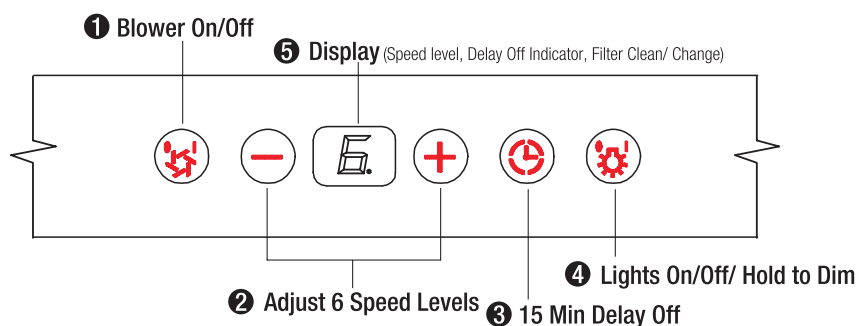 ❶ Blower On/Off
❺ Display (Speed level, Delay Off Indicator, Filter Clean/ Change)
6.
❷ Adjust 6 Speed Levels
❸ 15 Min Delay Off
❹ Lights On/Off/ Hold to Dim